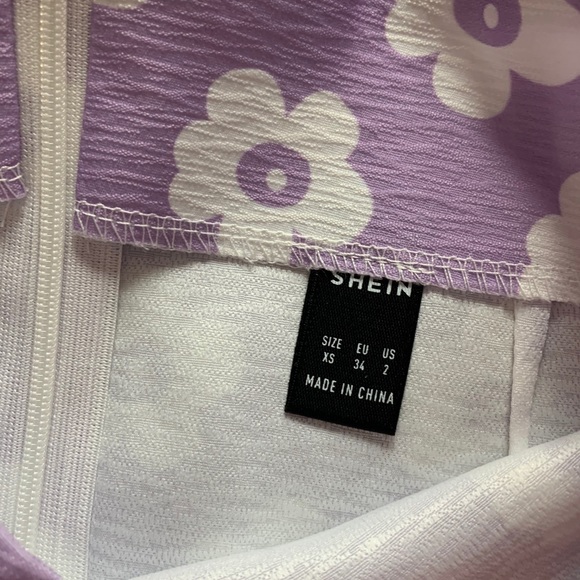 SHEIN
SIZE EU US
XS 34 2
MADE IN CHINA